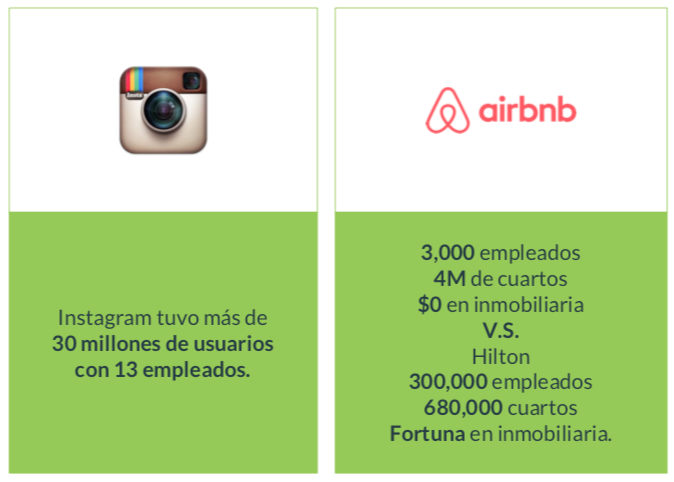 Insta
airbnb
Instagram tuvo más de
30 millones de usuarios
con 13 empleados.
3,000 empleados
4M de cuartos
$0 en inmobiliaria
V.S.
Hilton
300,000 empleados
680,000 cuartos
Fortuna en inmobiliaria.